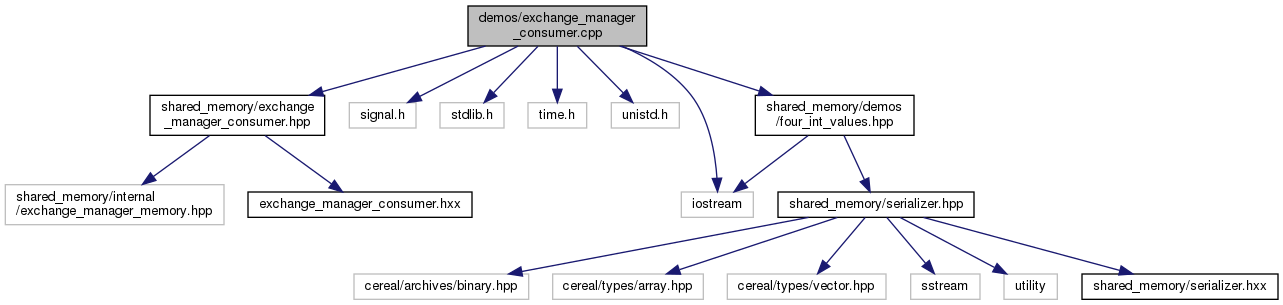 demos/exchange_manager
_consumer.cpp
shared_memory/exchange
_manager_consumer.hpp
signal.h
stdlib.h
time.h
unistd.h
shared_memory/demos
/four_int_values.hpp
shared_memory/internal
/exchange_manager_memory.hpp
exchange_manager_consumer.hxx
iostream
shared_memory/serializer.hpp
cereal/archives/binary.hpp
cereal/types/array.hpp
cereal/types/vector.hpp
sstream
utility
shared_memory/serializer.hxx